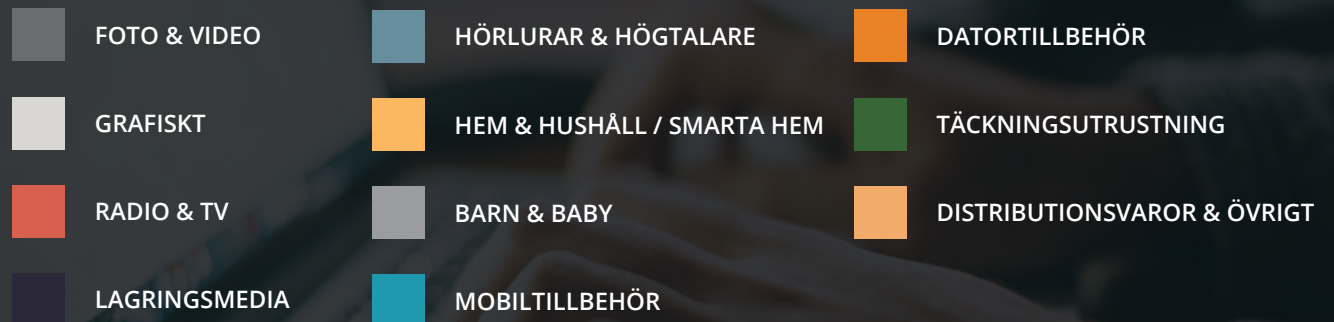 FOTO & VIDEO
GRAFISKT
RADIO & TV
LAGRINGSMEDIA
HÖRLURAR & HÖGTALARE
HEM & HUSHÅLL / SMARTA HEM
BARN & BABY
MOBILTILLBEHÖR
DATORTILLBEHÖR
TÄCKNINGSUTRUSTNING
DISTRIBUTIONSVAROR & ÖVRIGT